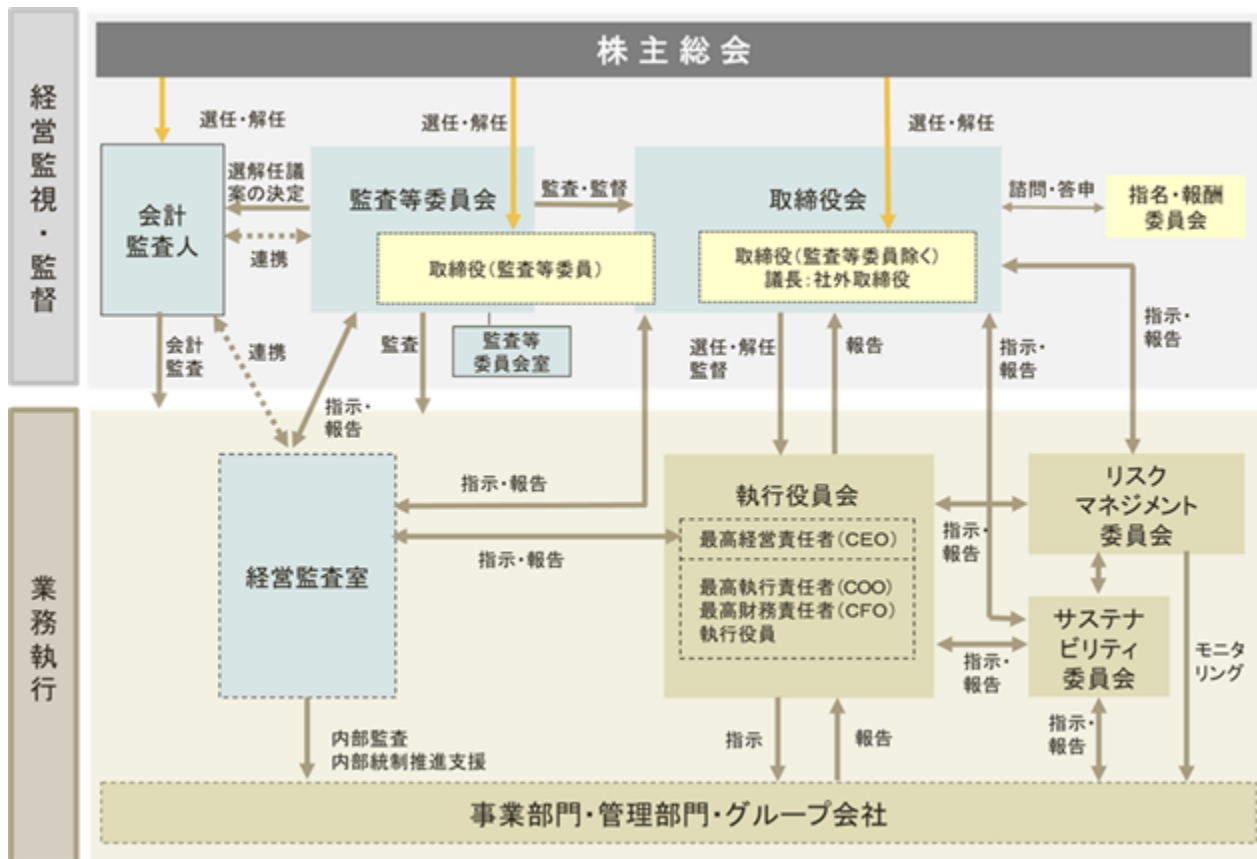 株主総会
経営監視・監督
選任・解任
選任・解任
選任・解任
会計
監査人
選解任議
案の決定
連携
監査等委員会
取締役(監査等委員)
監査・監督
取締役会
取締役(監査等委員除く)
議長:社外取締役
諮問・答申
指名・報酬
委員会
会計
監査
連携
指示・
報告
監査
監査等
委員会室
選任・解任
監督
報告
指示・
報告
指示・
報告
業務執行
経営監査室
指示・報告
指示・報告
執行役員会
最高経営責任者(CEO)
最高執行責任者(COO)
最高財務責任者(CFO)
執行役員
指示・
報告
リスク
マネジメント
委員会
指示・
報告
サステナ
ビリティ
委員会
モニタ
リング
内部監査
内部統制推進支援
指示
報告
指示・
報告
事業部門・管理部門・グループ会社